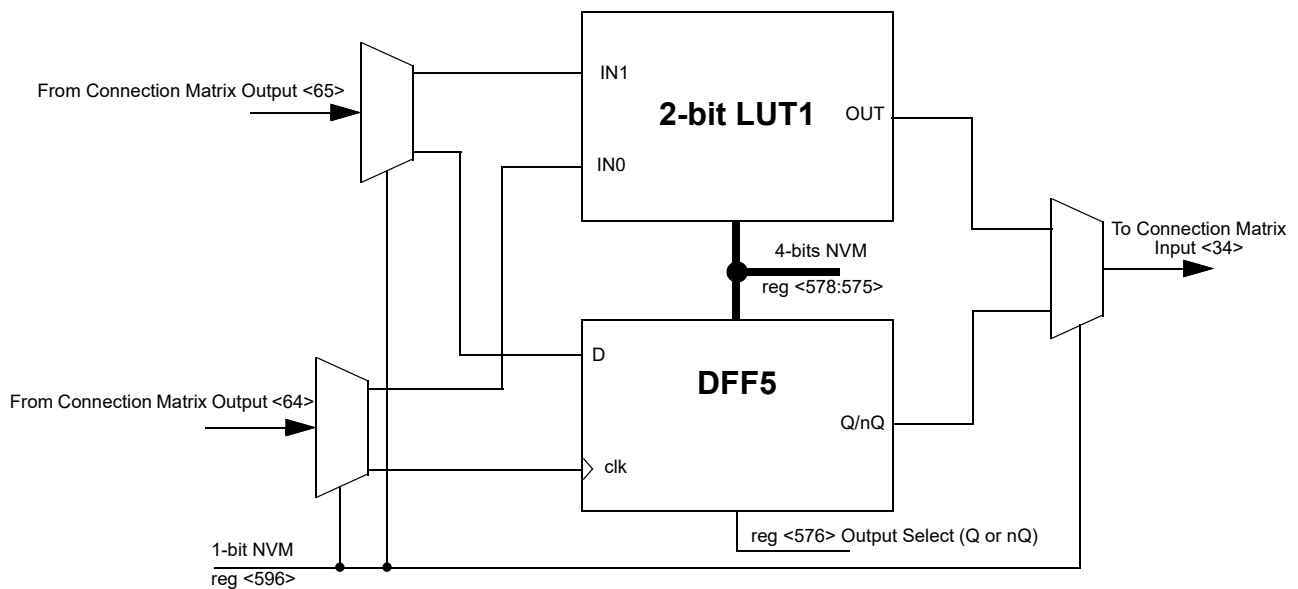 From Connection Matrix Output <65>
IN1
2-bit LUT1
OUT
IN0
To Connection Matrix
Input <34>
4-bits NVM
reg <578:575>
D
DFF5
From Connection Matrix Output <64>
Q/nQ
clk
reg <576> Output Select (Q or nQ)
1-bit NVM
reg <596>